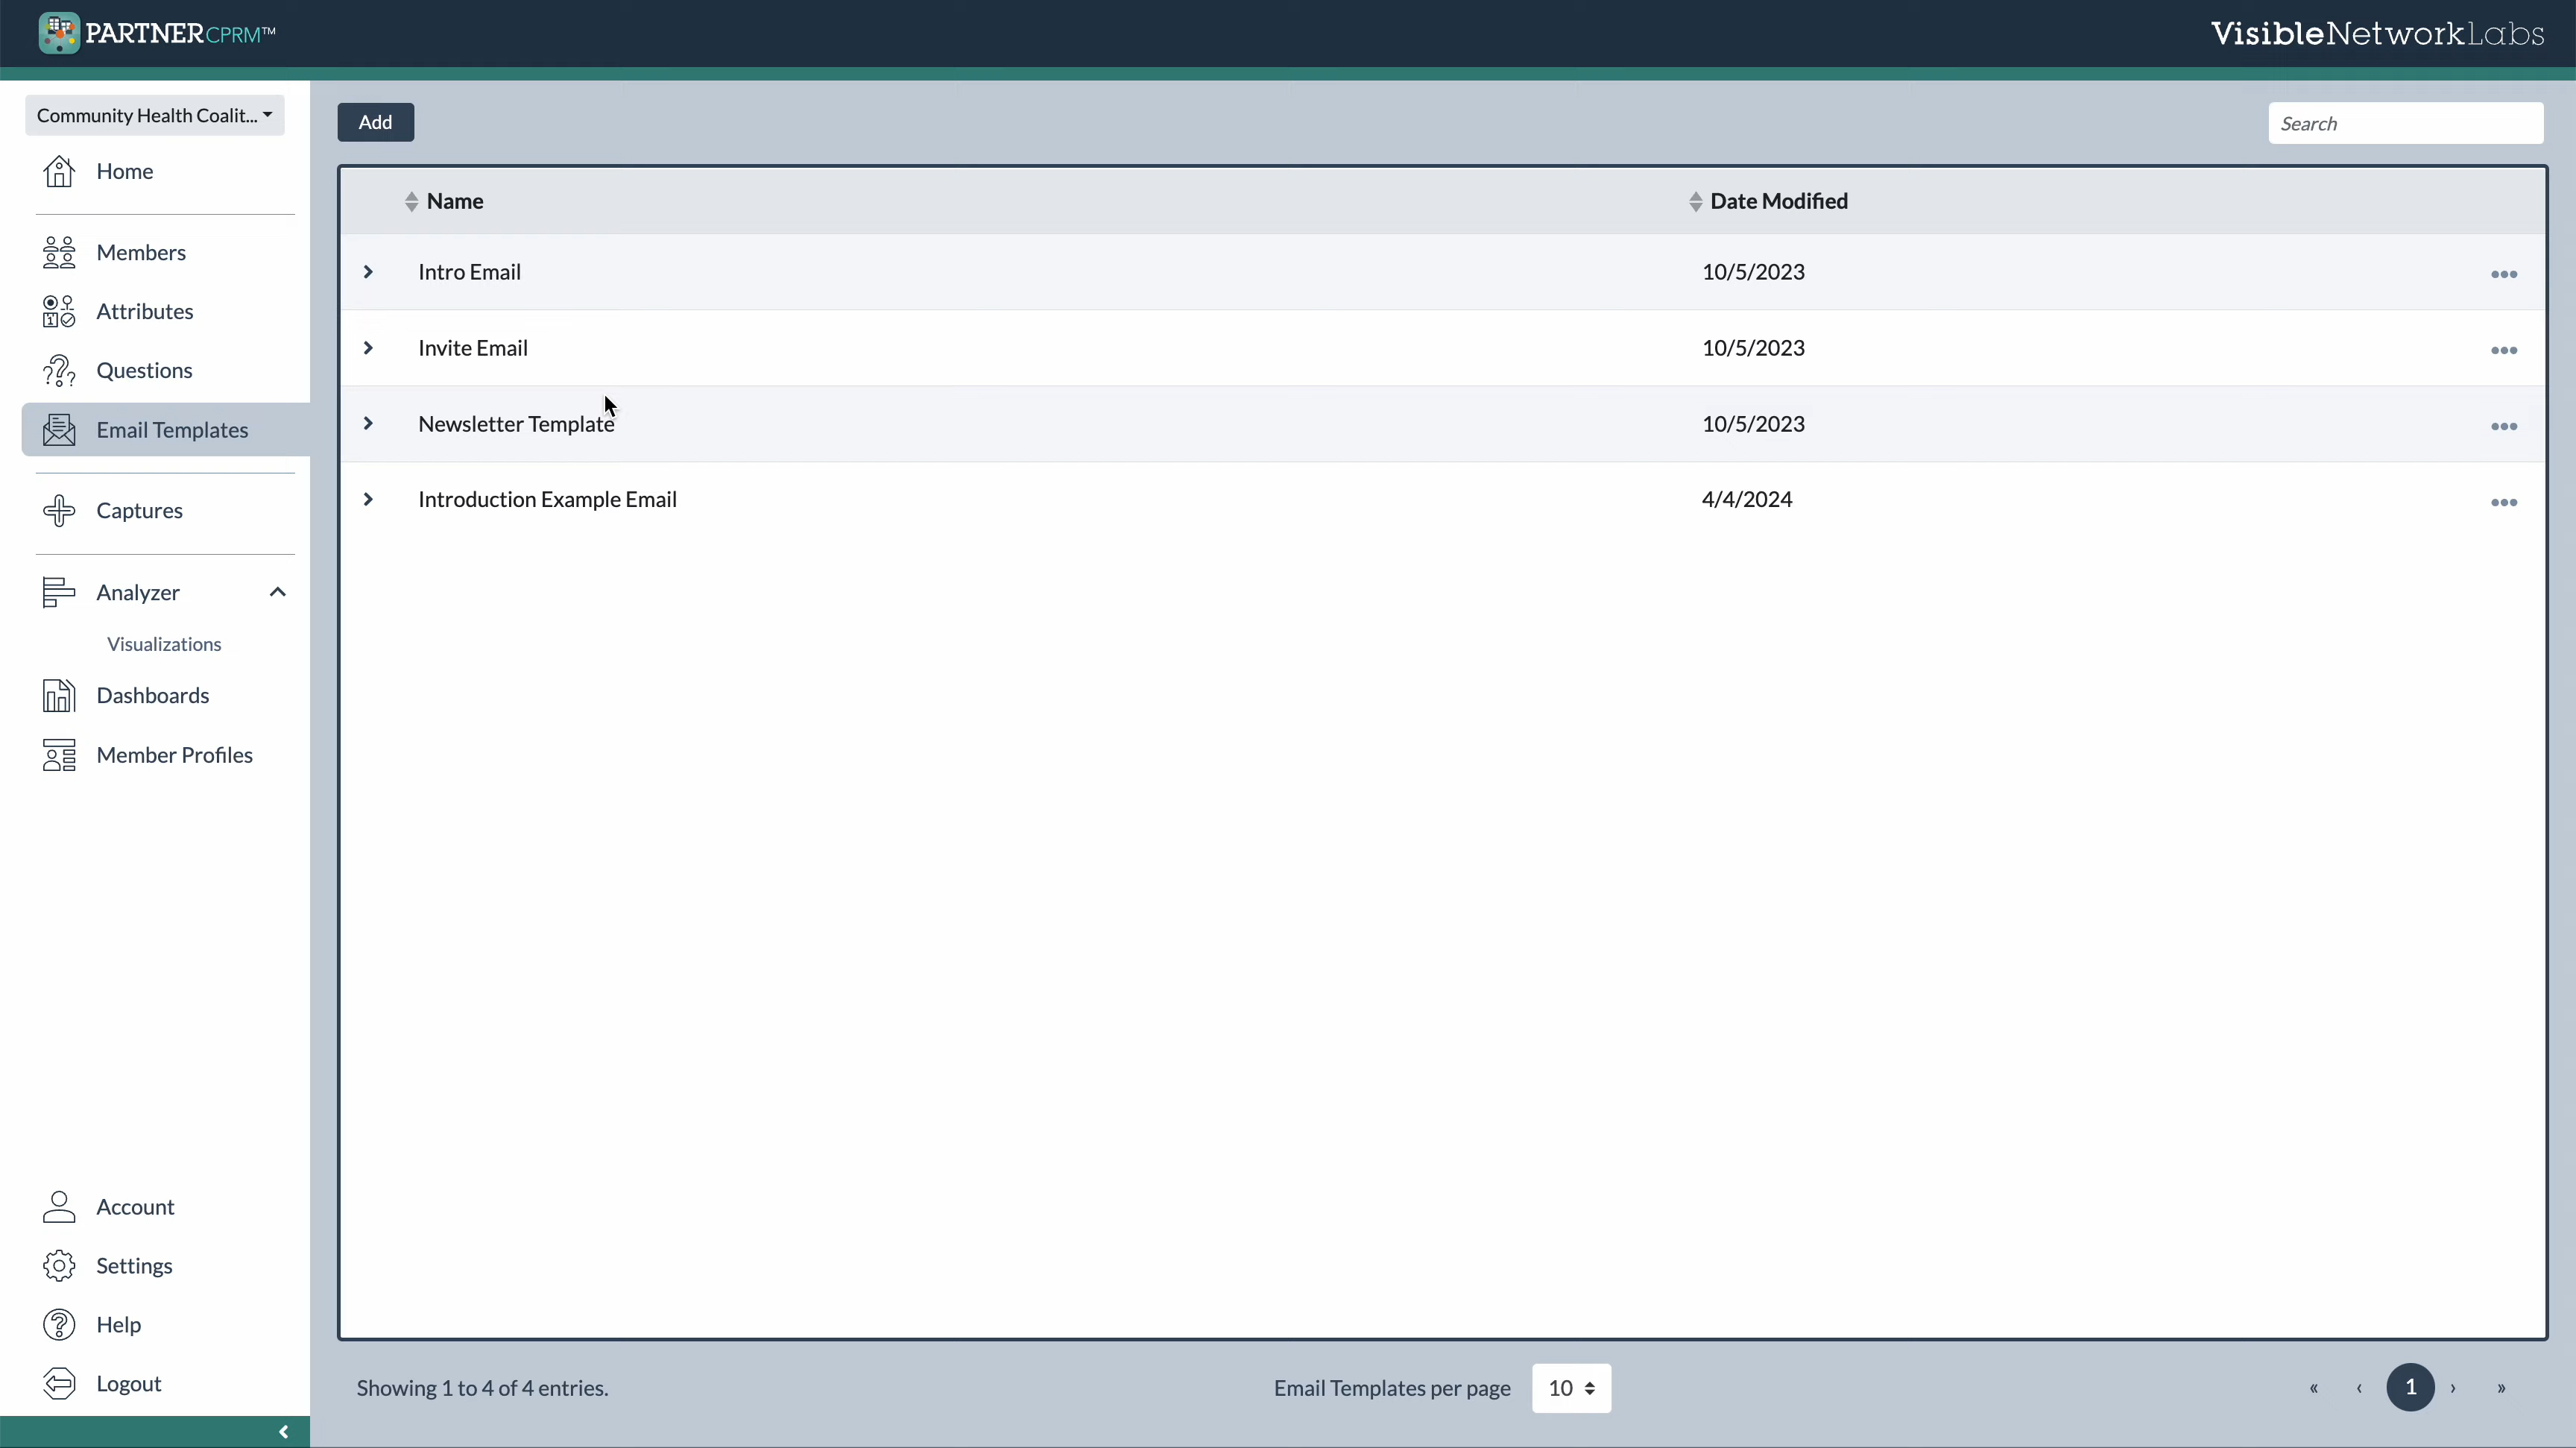 PARTNER CPRM™
VisibleNetworkLabs
Community Health Coalit...
Home
Members
Attributes
Questions
Email Templates
Captures
Analyzer
Visualizations
Dashboards
Member Profiles
Account
Settings
Help
Logout
Add
Search
Name Date Modified
Intro Email 10/5/2023
Invite Email 10/5/2023
Newsletter Template 10/5/2023
Introduction Example Email 4/4/2024
Showing 1 to 4 of 4 entries.
Email Templates per page 10
« ‹ 1 › »